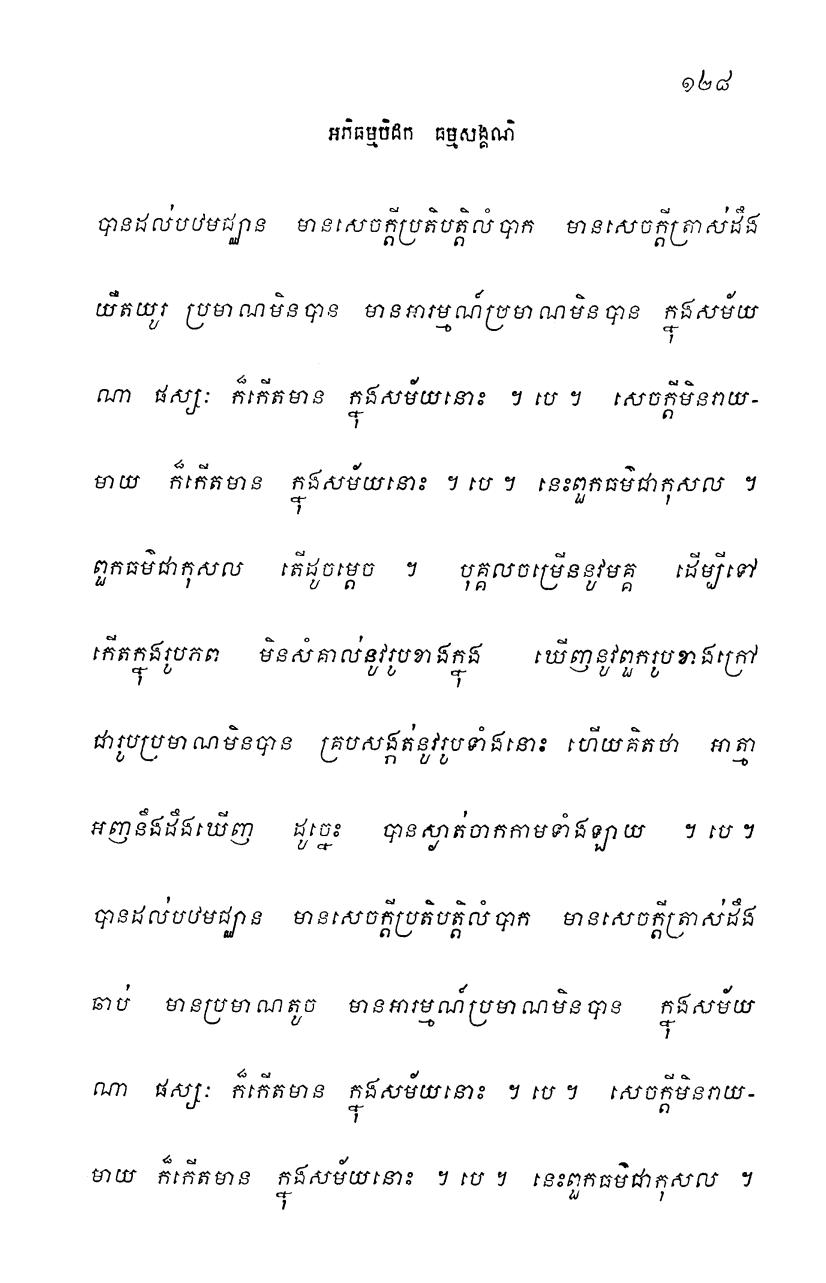 ១២៨
អភិធម្មបិដក ធម្មសង្គណិ
បានដល់បឋមជ្ឈាន មានសេចក្តីប្រតិបត្តិលំបាក មានសេចក្តីត្រាស់ដឹង
យឺតយូរ ប្រមាណមិនបាន មានអារម្មណ៍ប្រមាណមិនបាន ក្នុងសម័យ
ណា ផស្សៈ ក៏កើតមាន ក្នុងសម័យនោះ ។ បេ ។ សេចក្តីមិនរាយ-
មាយ ក៏កើតមាន ក្នុងសម័យនោះ ។ បេ ។ នេះពួកធម៌ជាកុសល ។
ពួកធម៌ជាកុសល តើដូចម្តេច ។ បុគ្គលចម្រើននូវមគ្គ ដើម្បីទៅ
កើតក្នុងរូបភព មិនសំគាល់នូវរូបខាងក្នុង ឃើញនូវពួករូបខាងក្រៅ
ជារូបប្រមាណមិនបាន គ្របសង្កត់នូវរូបទាំងនោះ ហើយគិតថា អាត្មា
អញនឹងដឹងឃើញ ដូច្នេះ បានស្ងាត់ចាកកាមទាំងឡាយ ។ បេ ។
បានដល់បឋមជ្ឈាន មានសេចក្តីប្រតិបត្តិលំបាក មានសេចក្តីត្រាស់ដឹង
ឆាប់ មានប្រមាណតូច មានអារម្មណ៍ប្រមាណមិនបាន ក្នុងសម័យ
ណា ផស្សៈ ក៏កើតមាន ក្នុងសម័យនោះ ។ បេ ។ សេចក្តីមិនរាយ-
មាយ ក៏កើតមាន ក្នុងសម័យនោះ ។ បេ ។ នេះពួកធម៌ជាកុសល ។